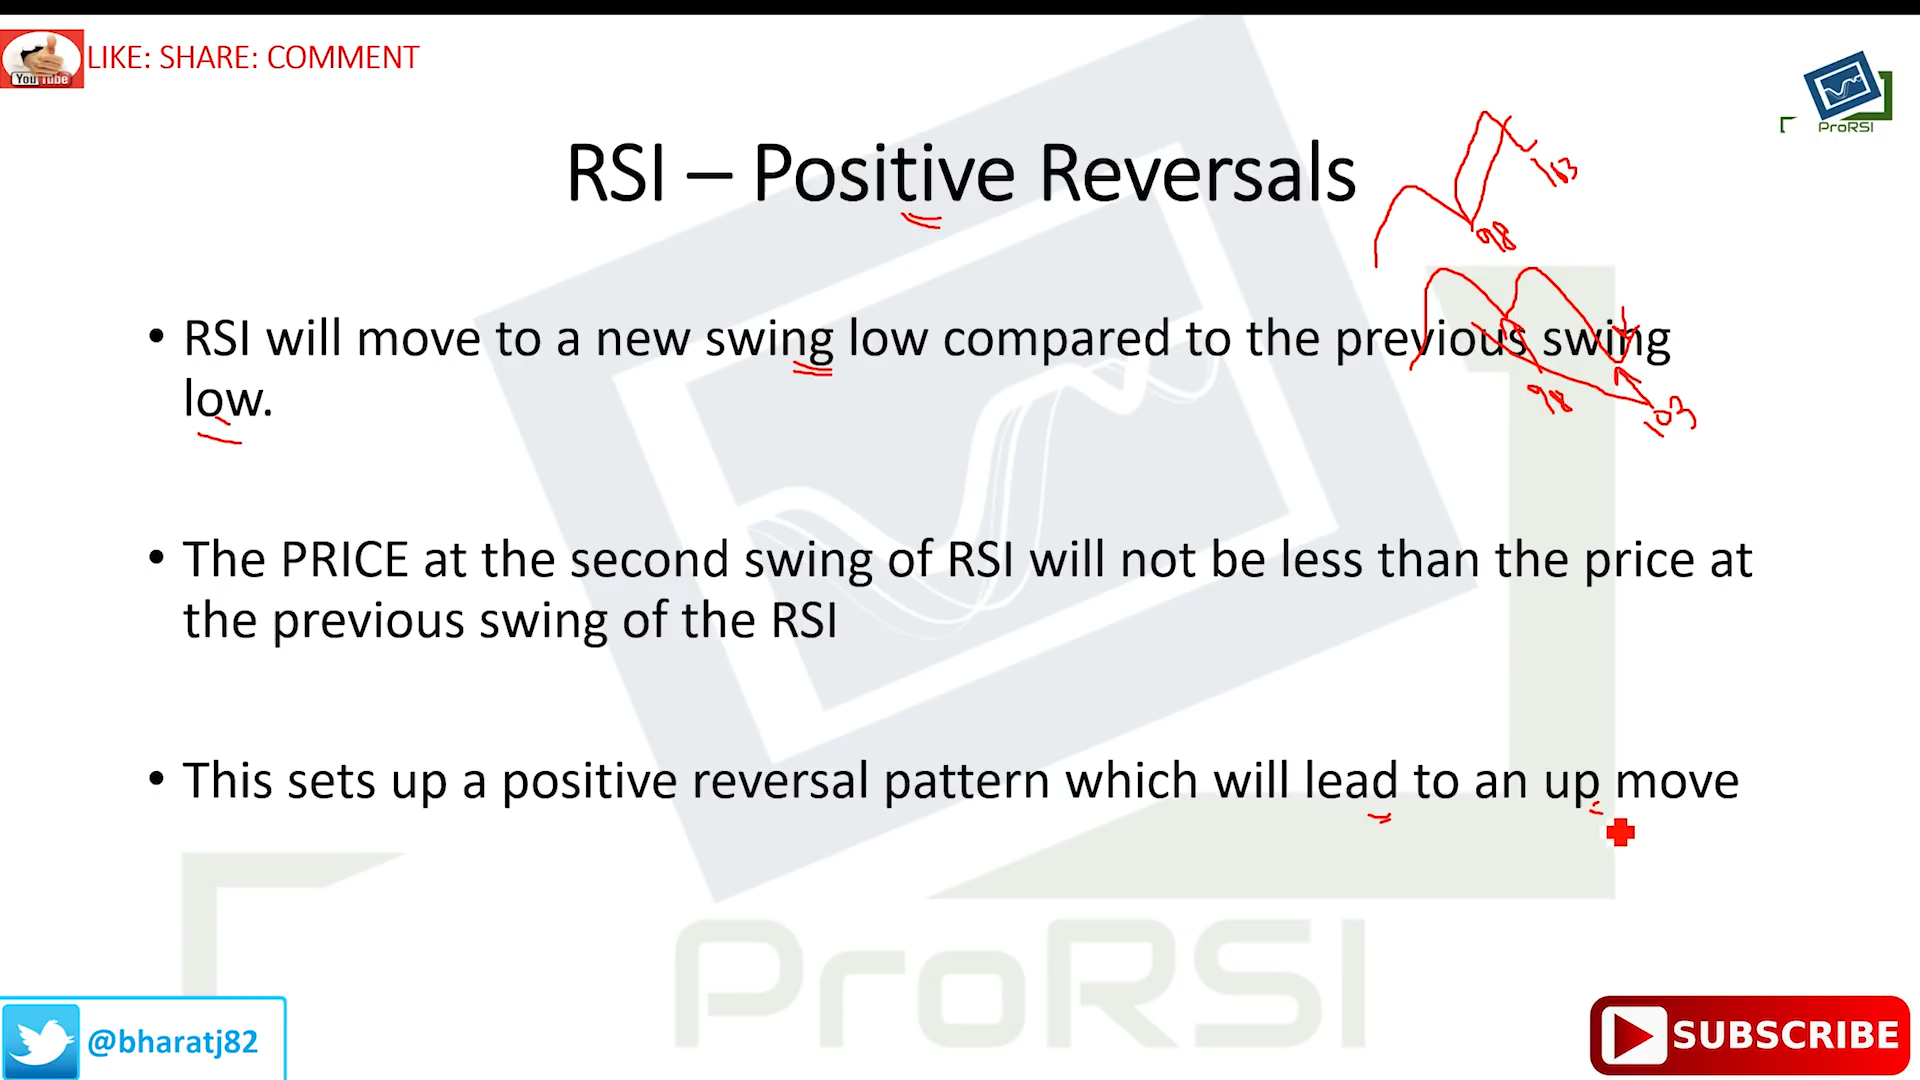 LIKE: SHARE: COMMENT
You Tube
ProRSI
RSI – Positive Reversals
103
98
• RSI will move to a new swing low compared to the previous swing
low.
98
103
• The PRICE at the second swing of RSI will not be less than the price at
the previous swing of the RSI
• This sets up a positive reversal pattern which will lead to an up move
ProRSI
@bharatj82
SUBSCRIBE